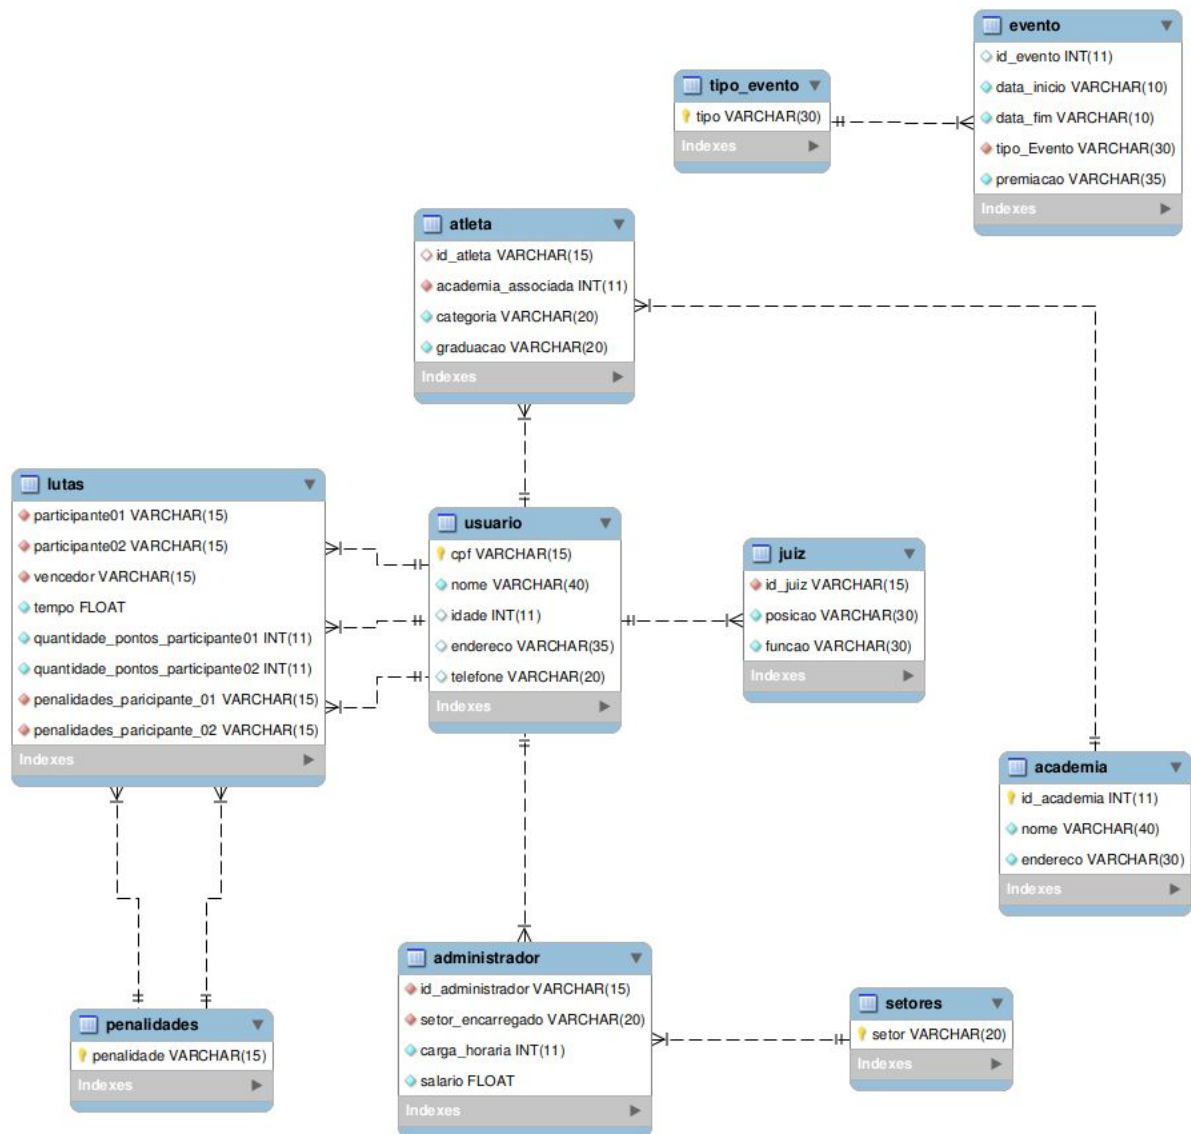 evento
id_evento INT(11)
data_inicio VARCHAR(10)
data_fim VARCHAR(10)
tipo_Evento VARCHAR(30)
premiacao VARCHAR(35)
Indexes
tipo_evento
tipo VARCHAR(30)
Indexes
atleta
id_atleta VARCHAR(15)
academia_associada INT(11)
categoria VARCHAR(20)
graduacao VARCHAR(20)
Indexes
lutas
participante01 VARCHAR(15)
participante02 VARCHAR(15)
vencedor VARCHAR(15)
tempo FLOAT
quantidade_pontos_participante01 INT(11)
quantidade_pontos_participante02 INT(11)
penalidades_paricipante_01 VARCHAR(15)
penalidades_paricipante_02 VARCHAR(15)
Indexes
usuario
cpf VARCHAR(15)
nome VARCHAR(40)
idade INT(11)
endereco VARCHAR(35)
telefone VARCHAR(20)
Indexes
juiz
id_juiz VARCHAR(15)
posicao VARCHAR(30)
funcao VARCHAR(30)
Indexes
academia
id_academia INT(11)
nome VARCHAR(40)
endereco VARCHAR(30)
Indexes
administrador
id_administrador VARCHAR(15)
setor_encarregado VARCHAR(20)
carga_horaria INT(11)
salario FLOAT
Indexes
setores
setor VARCHAR(20)
Indexes
penalidades
penalidade VARCHAR(15)
Indexes